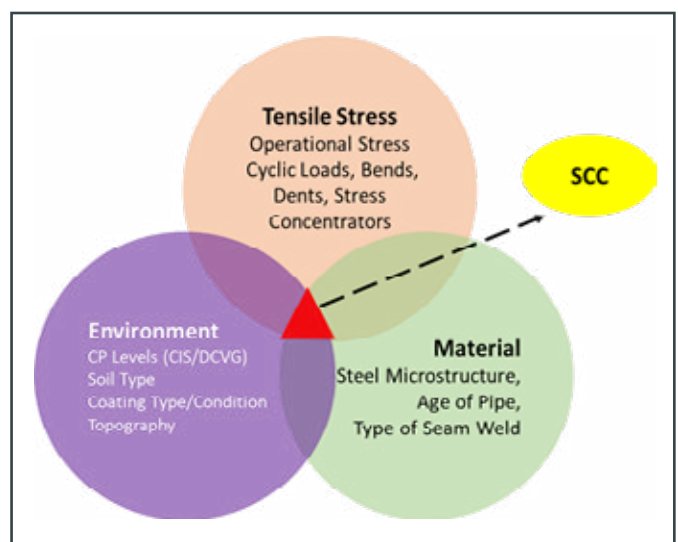 Tensile Stress
Operational Stress
Cyclic Loads, Bends,
Dents, Stress
Concentrators
SCC
Environment
CP Levels (CIS/DCVG)
Soil Type
Coating Type/Condition
Topography
Material
Steel Microstructure,
Age of Pipe,
Type of Seam Weld